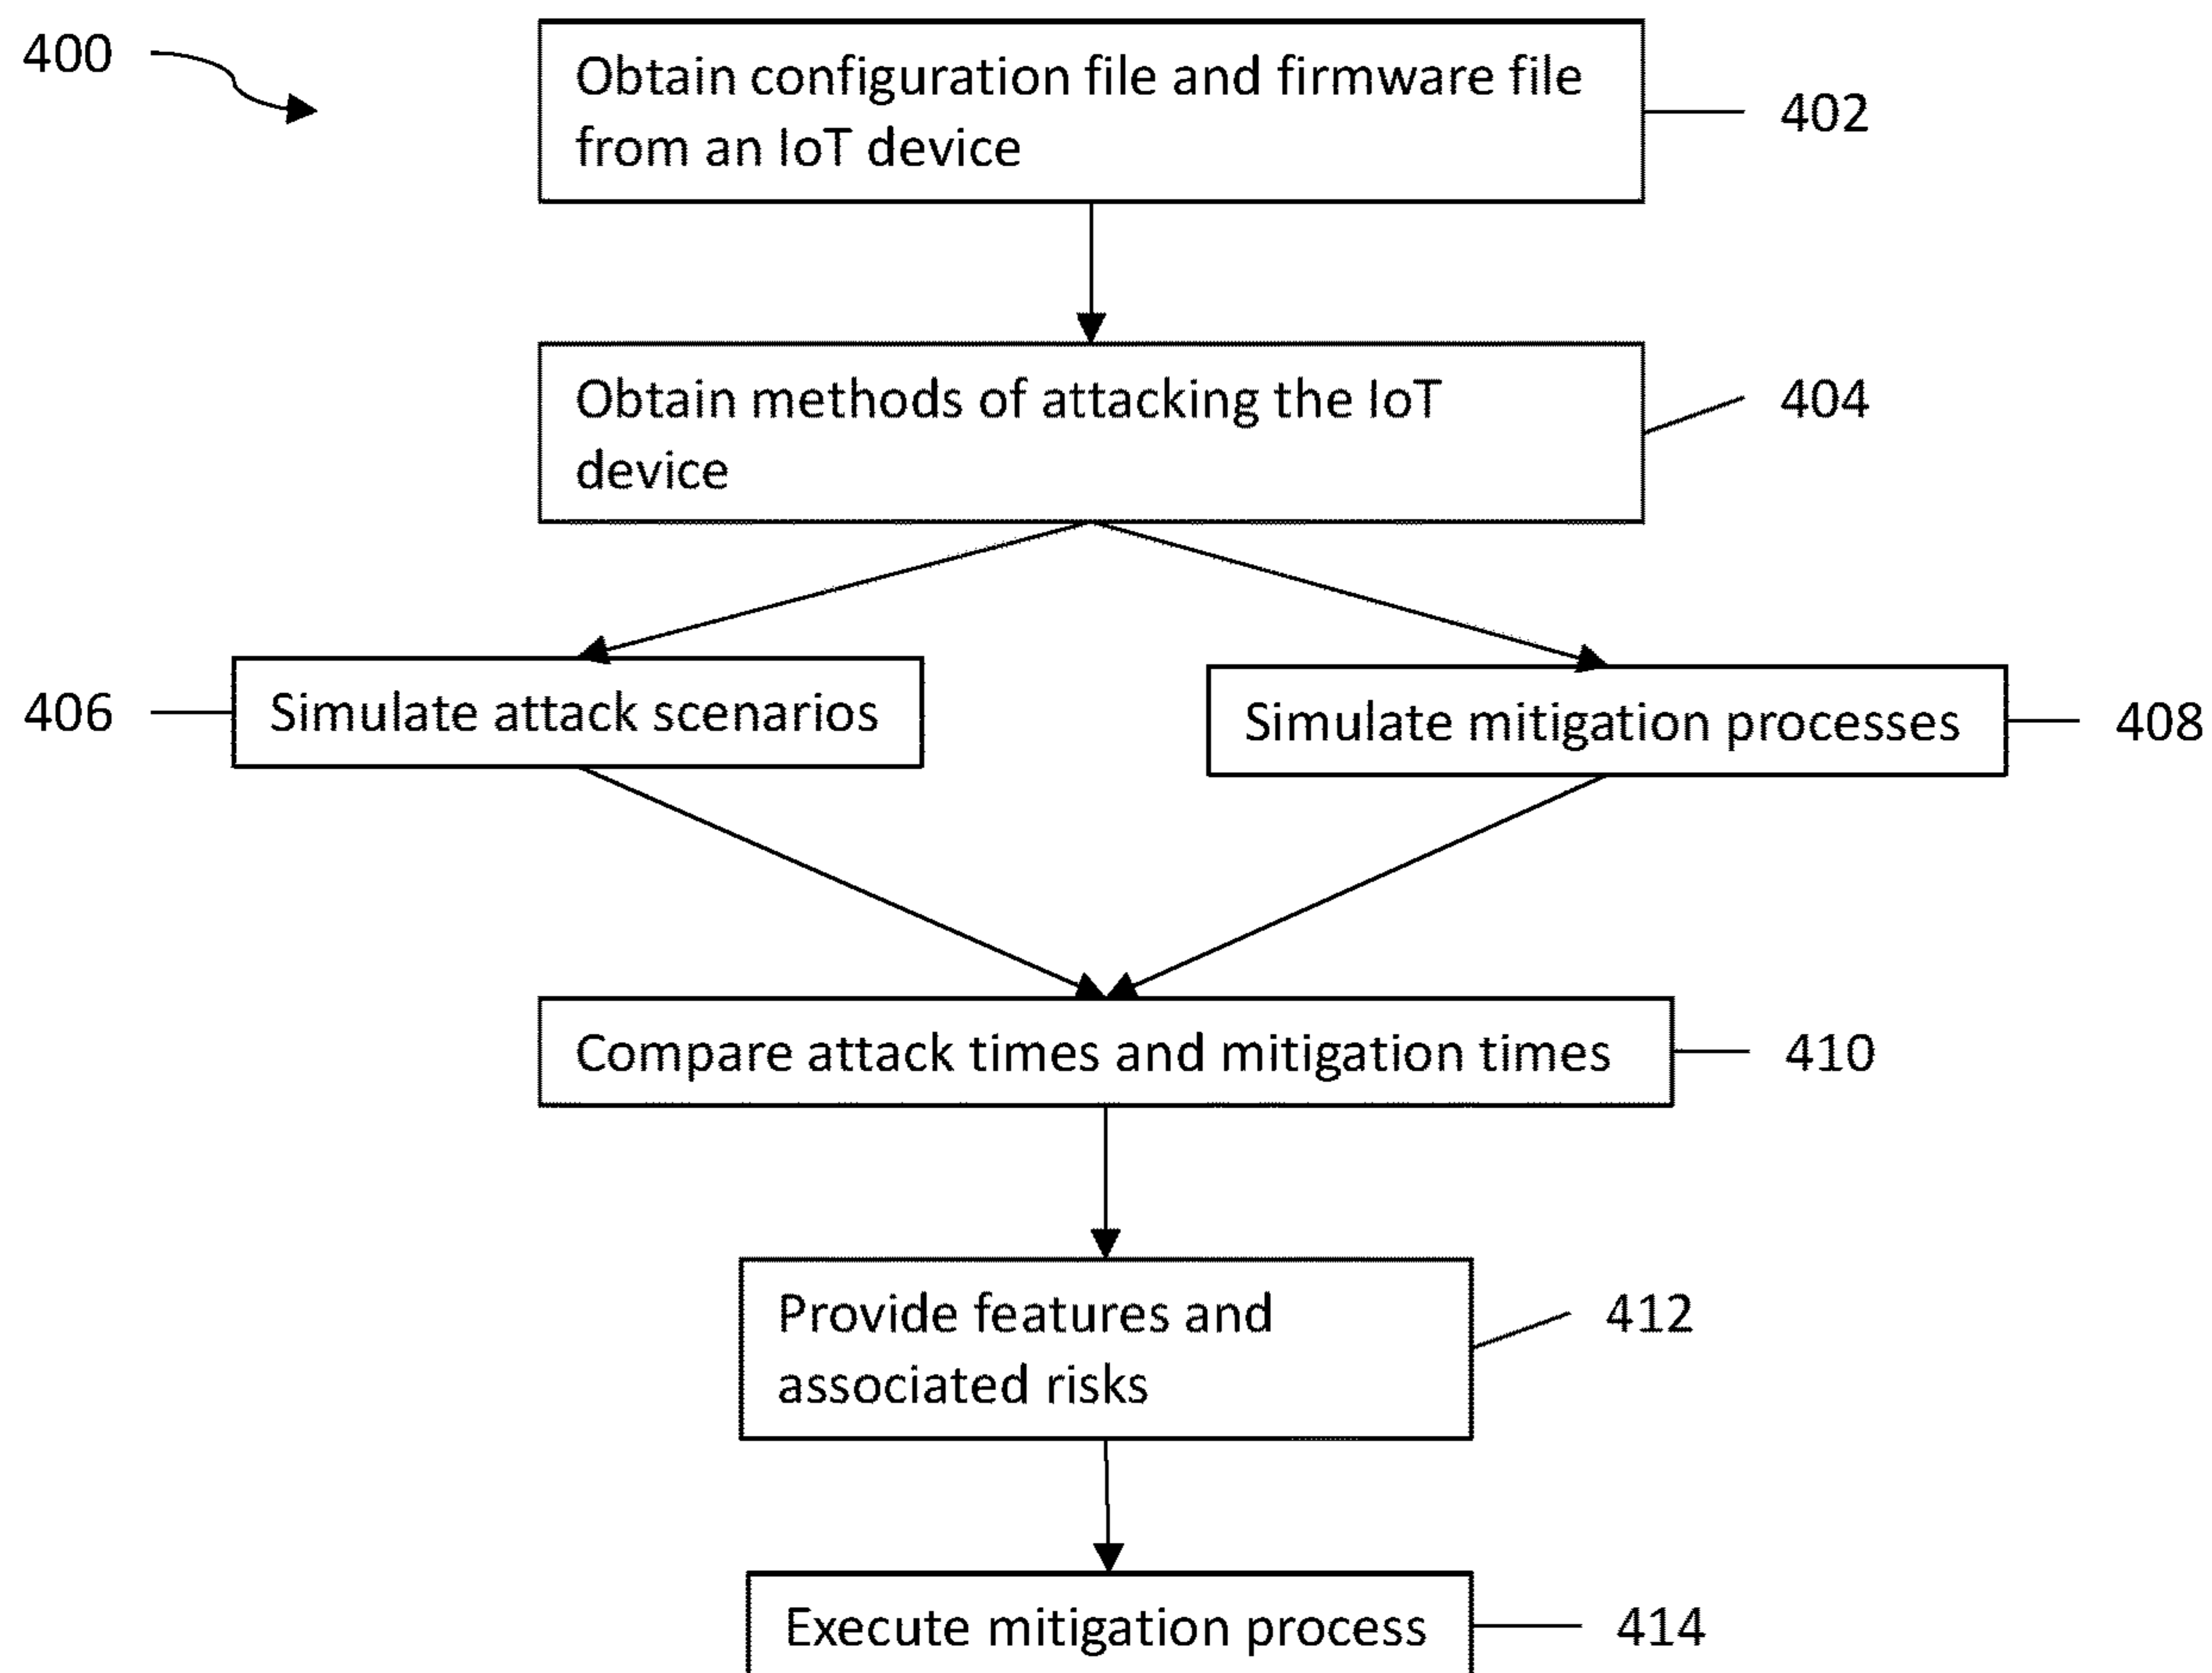 400
Obtain configuration file and firmware file
from an IoT device
402
Obtain methods of attacking the IoT
device
404
406
Simulate attack scenarios
Simulate mitigation processes
408
Compare attack times and mitigation times
410
Provide features and
associated risks
412
Execute mitigation process
414